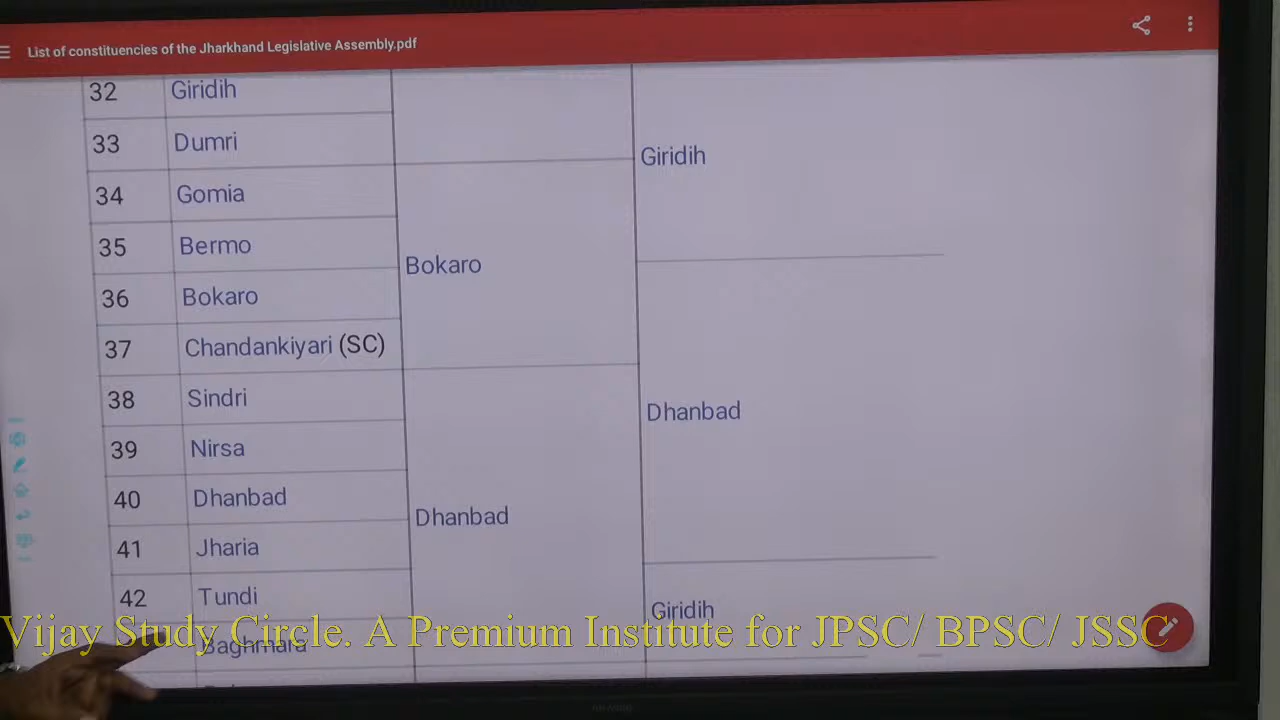 List of constituencies of the Jharkhand Legislative Assembly.pdf
32 Giridih
33 Dumri
Giridih
34 Gomia
35 Bermo
Bokaro
36 Bokaro
37 Chandankiyari (SC)
38 Sindri
Dhanbad
39 Nirsa
40 Dhanbad
Dhanbad
41 Jharia
42 Tundi
Giridih
Vijay Study Circle. A Premium Institute for JPSC/ BPSC/ JSSC
Baghmara